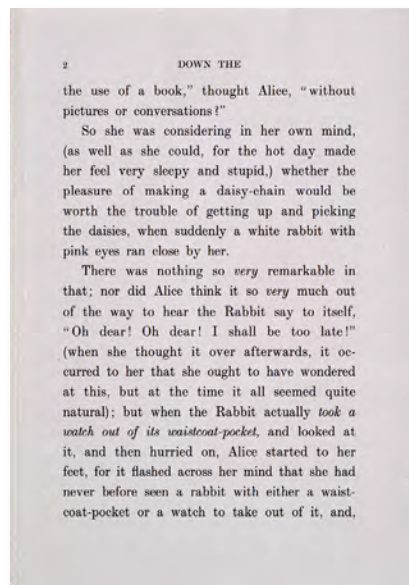 2 DOWN THE
the use of a book,” thought Alice, “without
pictures or conversations?”
So she was considering in her own mind,
(as well as she could, for the hot day made
her feel very sleepy and stupid,) whether the
pleasure of making a daisy-chain would be
worth the trouble of getting up and picking
the daisies, when suddenly a white rabbit with
pink eyes ran close by her.
There was nothing so very remarkable in
that; nor did Alice think it so very much out
of the way to hear the Rabbit say to itself,
“Oh dear! Oh dear! I shall be too late!”
(when she thought it over afterwards, it oc-
curred to her that she ought to have wondered
at this, but at the time it all seemed quite
natural); but when the Rabbit actually took a
watch out of its waistcoat-pocket, and looked at
it, and then hurried on, Alice started to her
feet, for it flashed across her mind that she had
never before seen a rabbit with either a waist-
coat-pocket or a watch to take out of it, and,